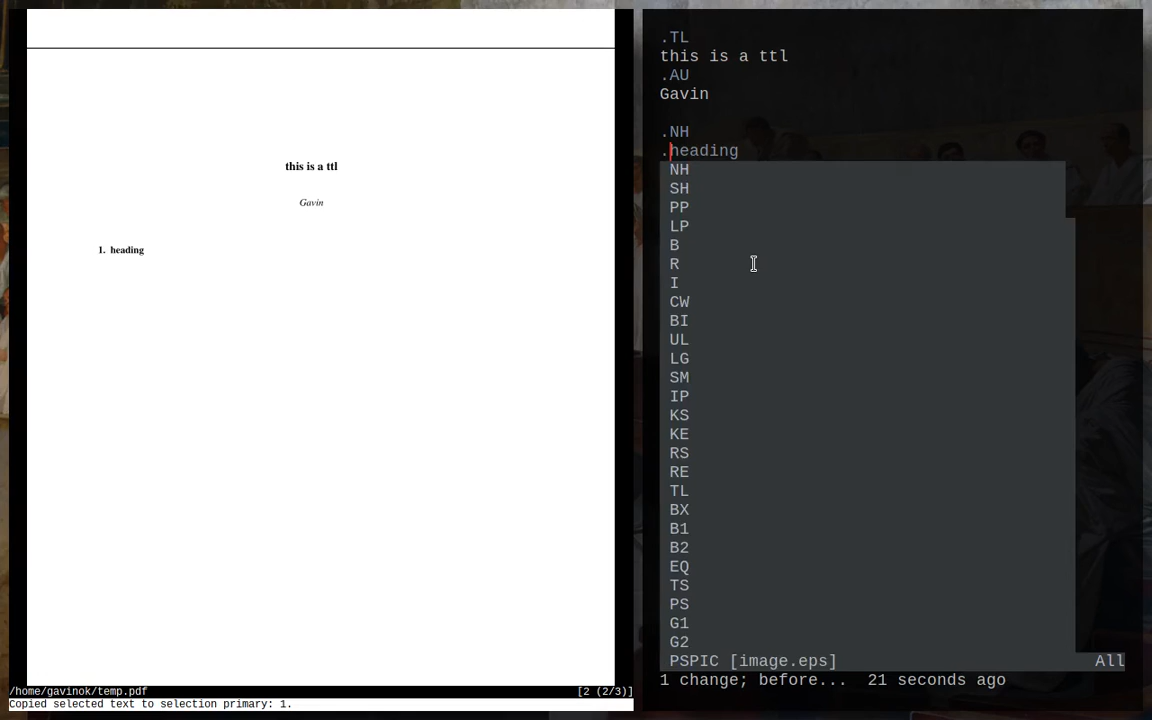 this is a ttl
Gavin
1. heading
/home/gavinok/temp.pdf [2 (2/3)]
Copied selected text to selection primary: 1.
.TL
this is a ttl
.AU
Gavin
.NH
.heading
NH
SH
PP
LP
B
R
I
CW
BI
UL
LG
SM
IP
KS
KE
RS
RE
TL
BX
B1
B2
EQ
TS
PS
G1
G2
PSPIC [image.eps] All
1 change; before... 21 seconds ago